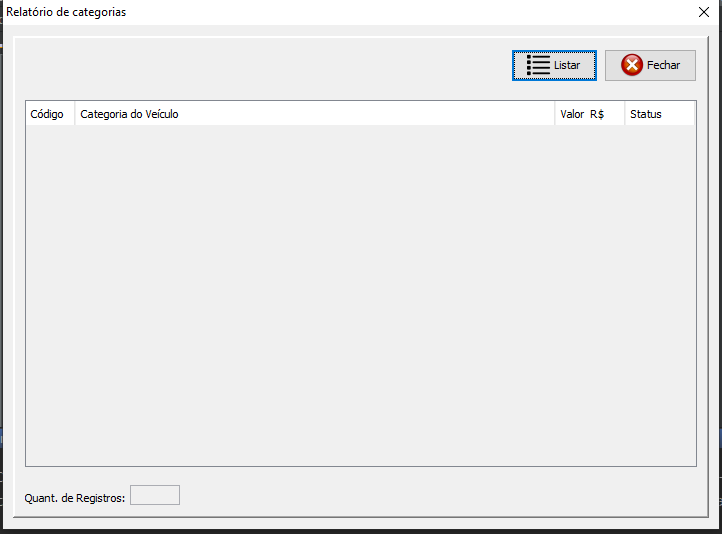 Relatório de categorias
Listar
Fechar
Código
Categoria do Veículo
Valor R$
Status
Quant. de Registros: